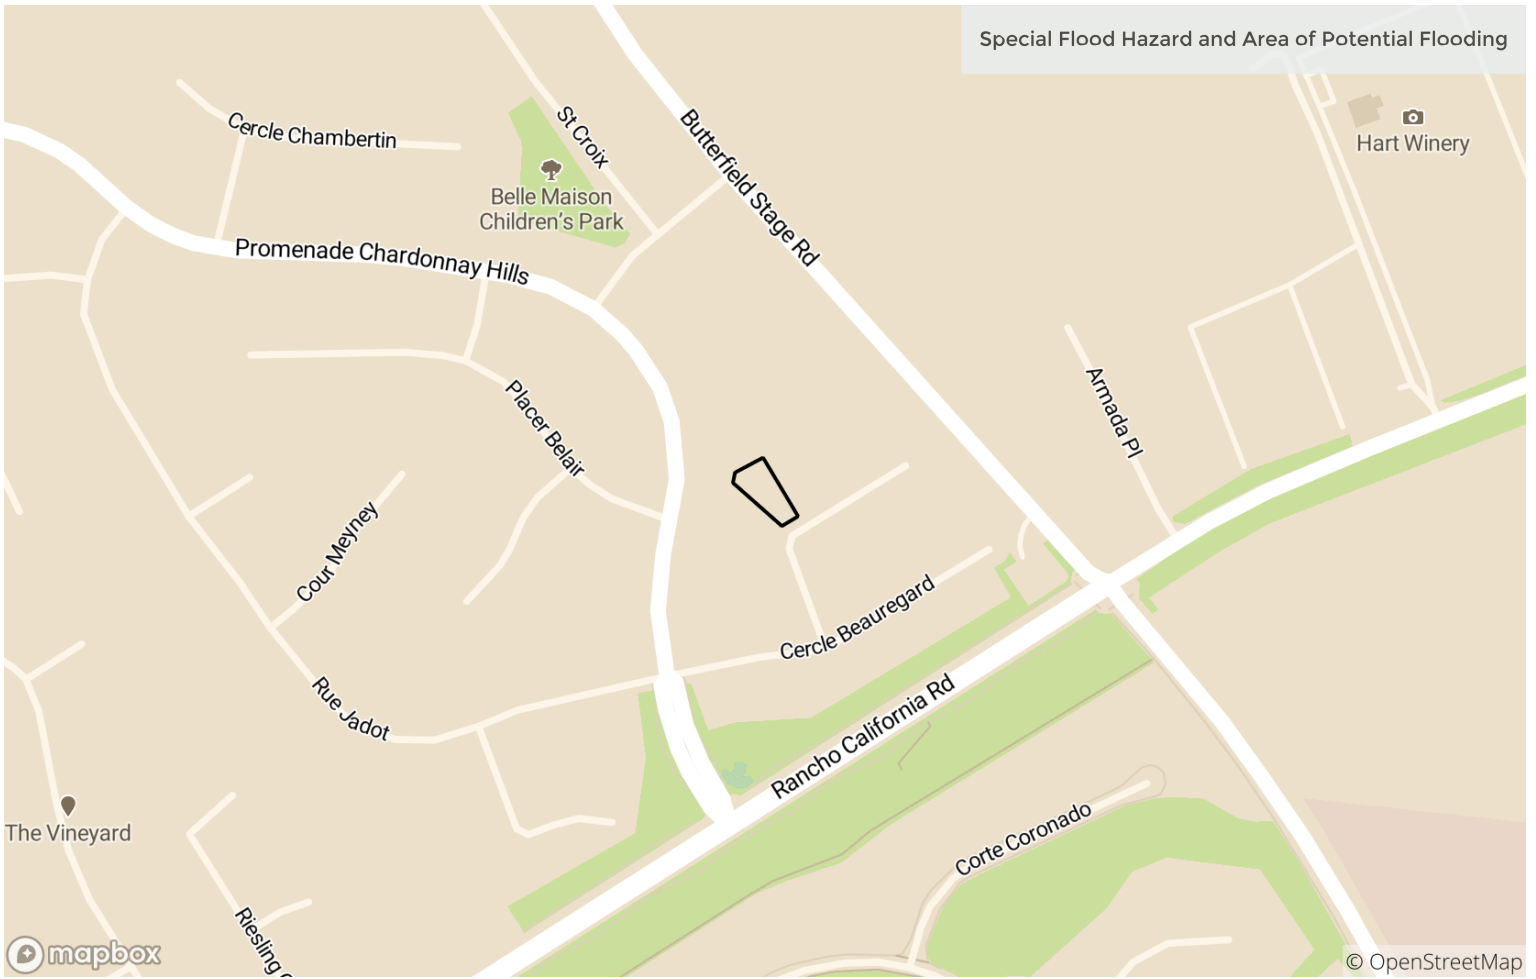 Special Flood Hazard and Area of Potential Flooding
Cercle Chambertin
St Croix
Butterfield Stage Rd
Hart Winery
Belle Maison
Children's Park
Promenade Chardonnay Hills
Placer Belair
Armada Pl
Cour Meyney
Cercle Beauregard
Rue Jadot
Rancho California Rd
The Vineyard
Corte Coronado
Riesling C
mapbox
© OpenStreetMap